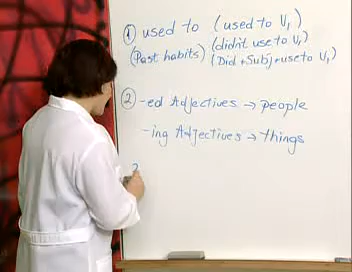 ① used to (used to V₁)
(Past habits) (didn't use to V₁)
(Did + Subj + use to V₁)
② -ed Adjectives → people
-ing Adjectives → things